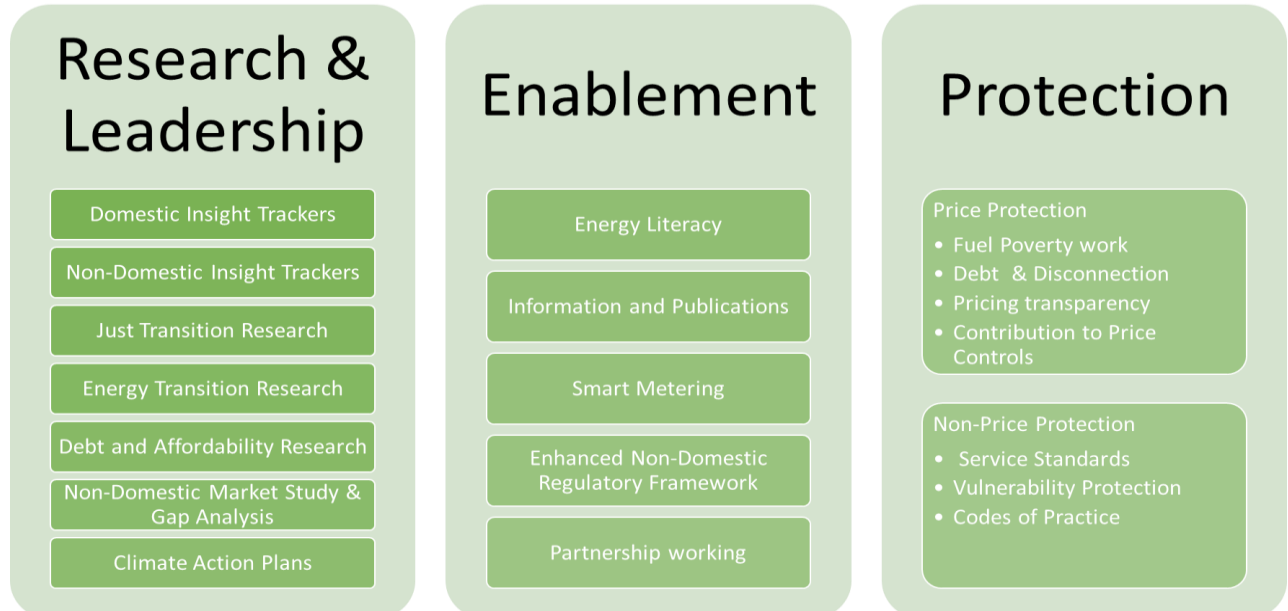 Research &
Leadership
Domestic Insight Trackers
Non-Domestic Insight Trackers
Just Transition Research
Energy Transition Research
Debt and Affordability Research
Non-Domestic Market Study &
Gap Analysis
Climate Action Plans
Enablement
Energy Literacy
Information and Publications
Smart Metering
Enhanced Non-Domestic
Regulatory Framework
Partnership working
Protection
Price Protection
• Fuel Poverty work
• Debt & Disconnection
• Pricing transparency
• Contribution to Price
Controls
Non-Price Protection
• Service Standards
• Vulnerability Protection
• Codes of Practice